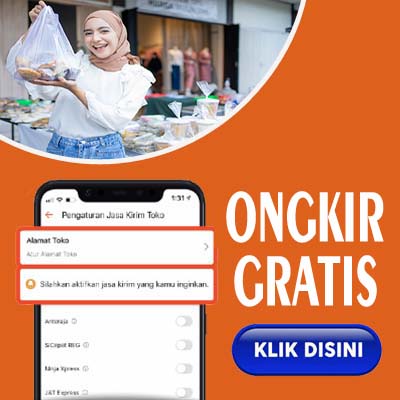 5:31
Pengaturan Jasa Kirim Toko
Alamat Toko
Atur Alamat Toko
Silahkan aktifkan jasa kirim yang kamu inginkan.
Anteraja
SiCepat REG
Ninja Xpress
J&T Express
ONGKIR
GRATIS
KLIK DISINI